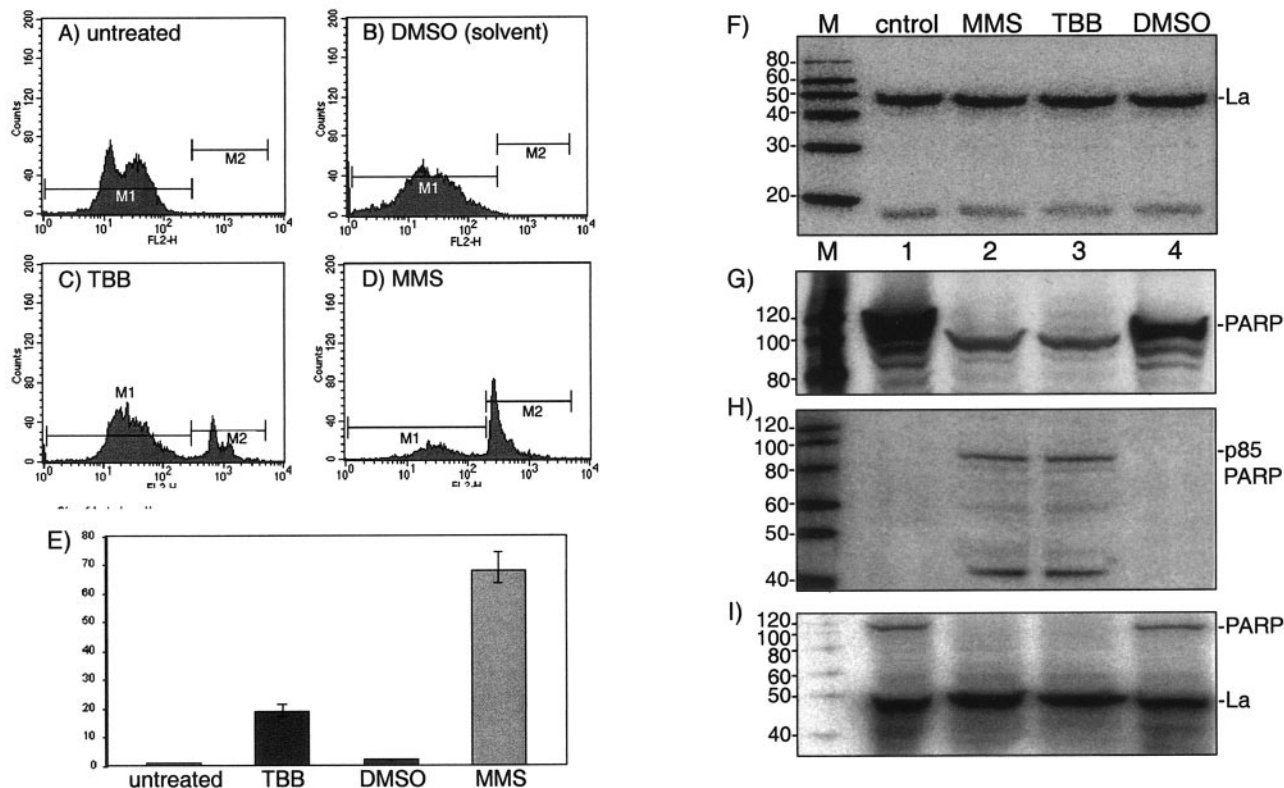 A) untreated
Counts
200
160
120
80
40
0
M1
M2
10^0 10^1 10^2 10^3 10^4
FL2-H
B) DMSO (solvent)
Counts
200
160
120
80
40
0
M1
M2
10^0 10^1 10^2 10^3 10^4
FL2-H
C) TBB
Counts
200
160
120
80
40
0
M1
M2
10^0 10^1 10^2 10^3 10^4
FL2-H
D) MMS
Counts
200
160
120
80
40
0
M1
M2
10^0 10^1 10^2 10^3 10^4
FL2-H
E)
80
70
60
50
40
30
20
10
0
untreated TBB DMSO MMS
F) M cntrol MMS TBB DMSO
80-
60-
50-
40-
30-
20-
-La
M 1 2 3 4
G)
120-
100-
80-
-PARP
H)
120-
100-
80-
60-
50-
40-
-p85
PARP
I)
120-
100-
80-
60-
50-
40-
-PARP
-La